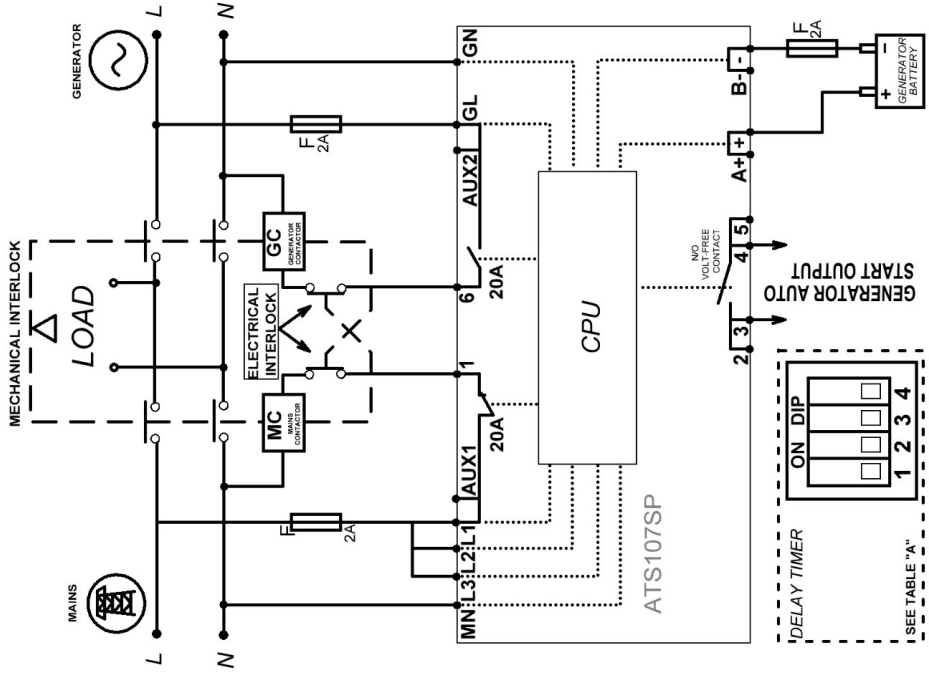 MAINS
GENERATOR
L
N
L
N
MECHANICAL INTERLOCK
LOAD
MC
MAINS
CONTACTOR
GC
GENERATOR
CONTACTOR
ELECTRICAL
INTERLOCK
F
2A
F
2A
MN
L3
L2
L1
AUX1
1
6
AUX2
GL
GN
20A
20A
CPU
ATS107SP
N/O
VOLT-FREE
CONTACT
2
3
4
5
A+
+
B-
-
GENERATOR AUTO
START OUTPUT
F
2A
+
-
GENERATOR
BATTERY
DELAY TIMER
ON DIP
1 2 3 4
SEE TABLE "A"